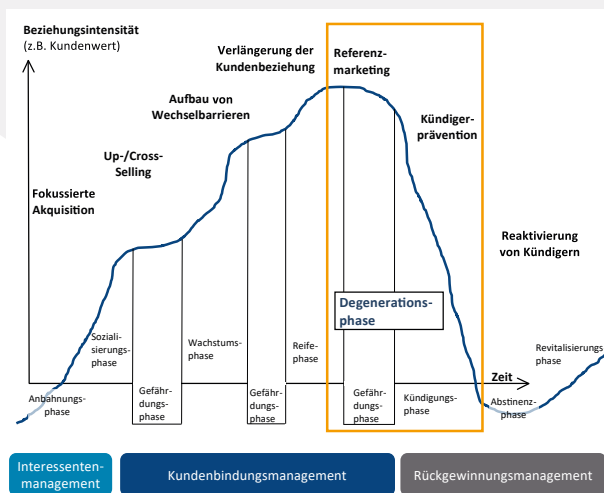 Beziehungsintensität
(z.B. Kundenwert)
Verlängerung der
Kundenbeziehung
Referenz-
marketing
Aufbau von
Wechselbarrieren
Kündiger-
prävention
Up-/Cross-
Selling
Fokussierte
Akquisition
Reaktivierung
von Kündigern
Degenerations-
phase
Soziali-
sierungs-
phase
Wachstums-
phase
Reife-
phase
Revitalisierungs
phase
Zeit
Anbahnungs-
phase
Gefähr-
dungs-
phase
Gefähr-
dungs-
phase
Gefähr-
dungs-
phase
Kündigungs-
phase
Abstinenz-
phase
Interessenten-
management
Kundenbindungsmanagement
Rückgewinnungsmanagement